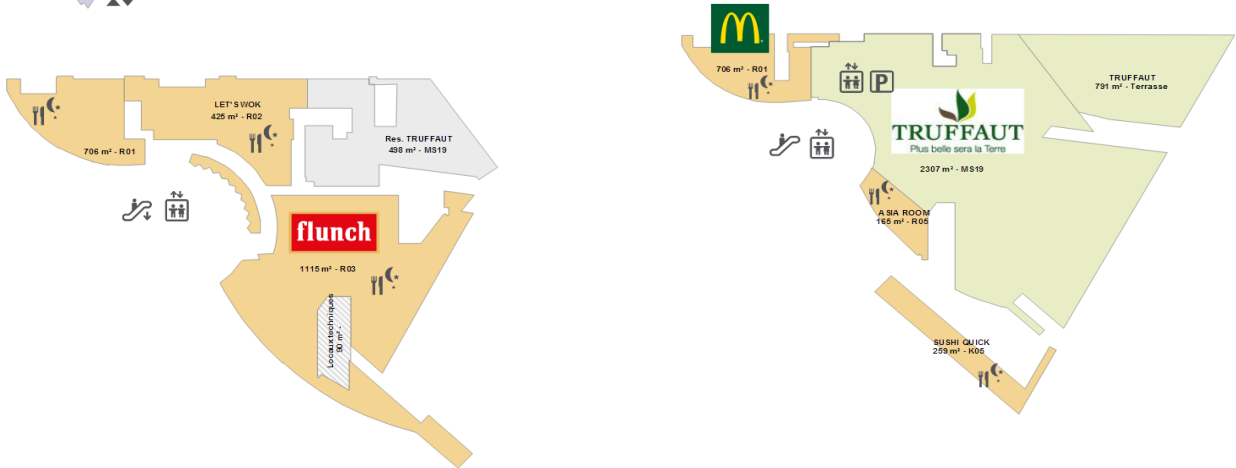 LET'S WOK
425 m² - R02
706 m² - R01
Res. TRUFFAUT
498 m² - MS19
flunch
1115 m² - R03
Locaux techniques
90 m² -
M
706 m² - R01
P
TRUFFAUT
791 m² - Terrasse
TRUFFAUT
Plus belle sera la Terre
2307 m² - MS19
ASIA ROOM
165 m² - R05
SUSHI QUICK
259 m² - K05